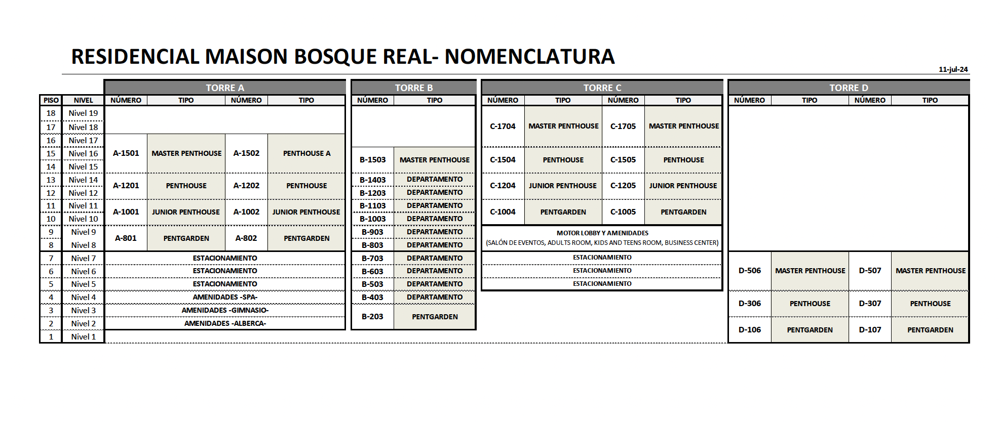 RESIDENCIAL MAISON BOSQUE REAL- NOMENCLATURA
11-jul-24
TORRE A TORRE B TORRE C TORRE D
PISO NIVEL NÚMERO TIPO NÚMERO TIPO NÚMERO TIPO NÚMERO TIPO NÚMERO TIPO NÚMERO TIPO NÚMERO TIPO
18 Nivel 19
C-1704 MASTER PENTHOUSE C-1705 MASTER PENTHOUSE
17 Nivel 18
16 Nivel 17
15 Nivel 16
A-1501 MASTER PENTHOUSE A-1502 PENTHOUSE A
B-1503 MASTER PENTHOUSE C-1504 PENTHOUSE C-1505 PENTHOUSE
14 Nivel 15
13 Nivel 14 B-1403 DEPARTAMENTO
A-1201 PENTHOUSE A-1202 PENTHOUSE C-1204 JUNIOR PENTHOUSE C-1205 JUNIOR PENTHOUSE
12 Nivel 12 B-1203 DEPARTAMENTO
11 Nivel 11 B-1103 DEPARTAMENTO
A-1001 JUNIOR PENTHOUSE A-1002 JUNIOR PENTHOUSE C-1004 PENTGARDEN C-1005 PENTGARDEN
10 Nivel 10 B-1003 DEPARTAMENTO
9 Nivel 9 B-903 DEPARTAMENTO MOTOR LOBBY Y AMENIDADES
A-801 PENTGARDEN A-802 PENTGARDEN
(SALÓN DE EVENTOS, ADULTS ROOM, KIDS AND TEENS ROOM, BUSINESS CENTER)
8 Nivel 8 B-803 DEPARTAMENTO
7 Nivel 7 ESTACIONAMIENTO B-703 DEPARTAMENTO ESTACIONAMIENTO
6 Nivel 6 ESTACIONAMIENTO B-603 DEPARTAMENTO ESTACIONAMIENTO D-506 MASTER PENTHOUSE D-507 MASTER PENTHOUSE
5 Nivel 5 ESTACIONAMIENTO B-503 DEPARTAMENTO ESTACIONAMIENTO
4 Nivel 4 AMENIDADES -SPA- B-403 DEPARTAMENTO
D-306 PENTHOUSE D-307 PENTHOUSE
3 Nivel 3 AMENIDADES -GIMNASIO-
B-203 PENTGARDEN
2 Nivel 2 AMENIDADES -ALBERCA-
D-106 PENTGARDEN D-107 PENTGARDEN
1 Nivel 1